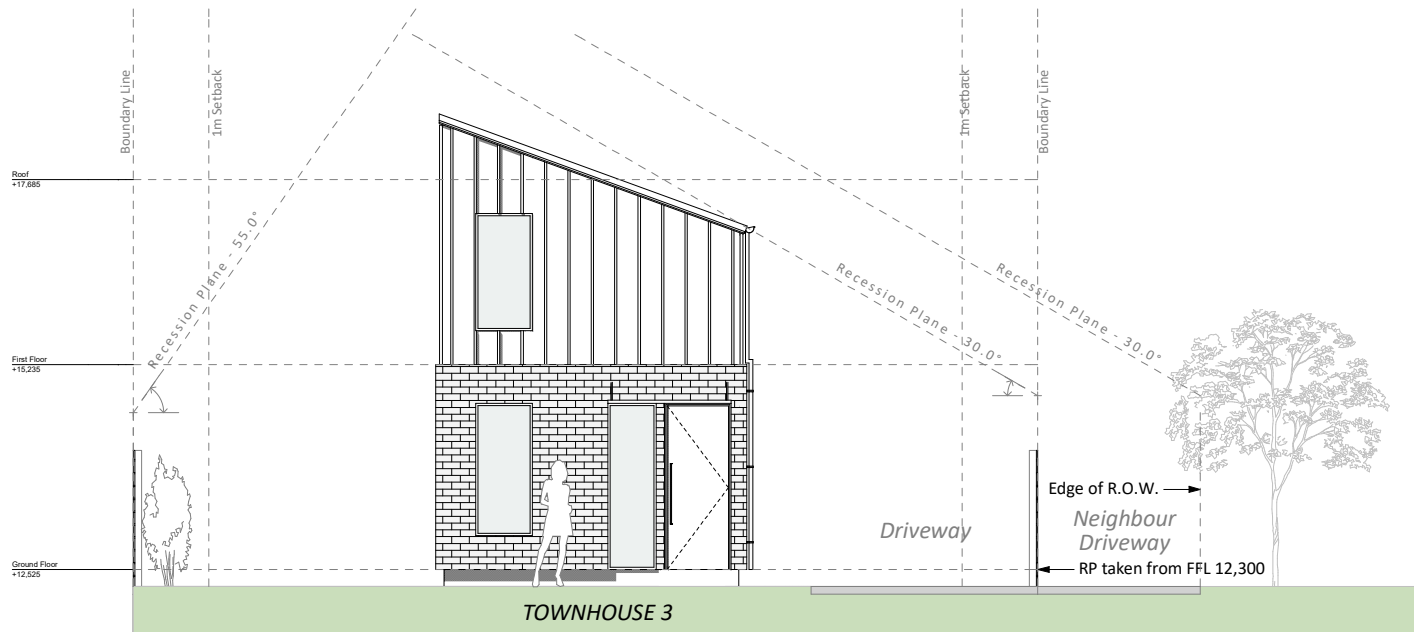 Boundary Line
1m Setback
1m Setback
Boundary Line
Roof
+17,685
Recession Plane - 55.0°
Recession Plane - 30.0°
Recession Plane - 30.0°
First Floor
+15,235
Edge of R.O.W.
Driveway
Neighbour
Driveway
Ground Floor
+12,525
RP taken from FFL 12,300
TOWNHOUSE 3